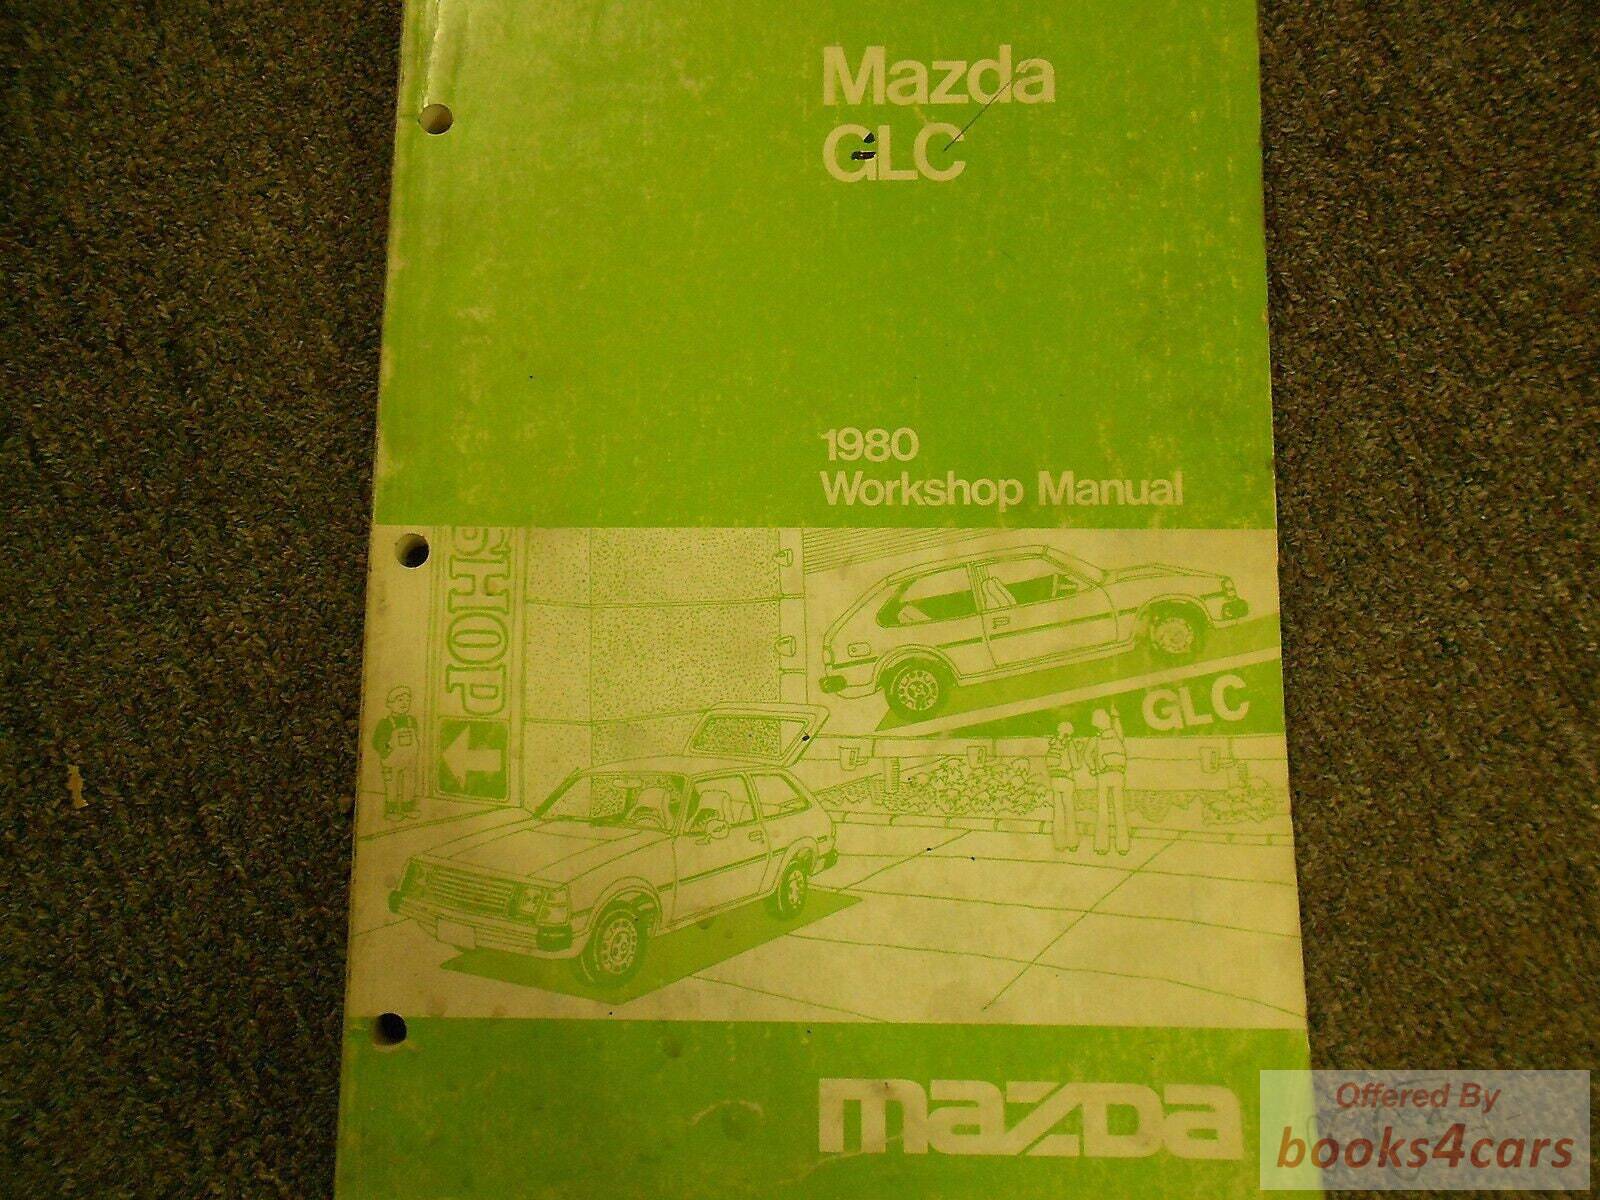 Mazda
GLC
1980
Workshop Manual
SHOP
GLC
mazda
Offered By
books4cars